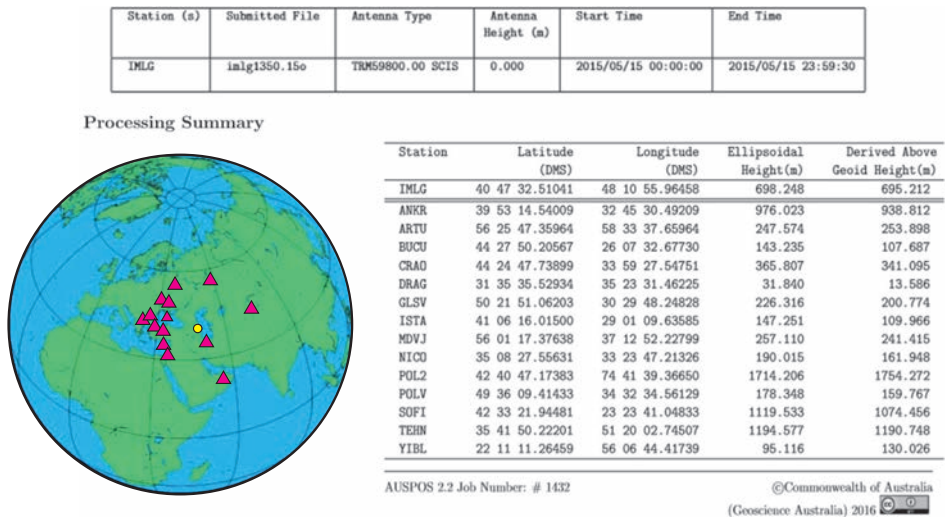 Station (s) Submitted File Antenna Type Antenna Height (m) Start Time End Time
IMLG imlg1350.15o TRM59800.00 SCIS 0.000 2015/05/15 00:00:00 2015/05/15 23:59:30
Processing Summary
Station Latitude Longitude Ellipsoidal Derived Above
(DMS) (DMS) Height(m) Geoid Height(m)
IMLG 40 47 32.51041 48 10 55.96458 698.248 695.212
ANKR 39 53 14.54009 32 45 30.49209 976.023 938.812
ARTU 56 25 47.35964 58 33 37.65964 247.574 253.898
BUCU 44 27 50.20567 26 07 32.67730 143.235 107.687
CRAO 44 24 47.73899 33 59 27.54751 365.807 341.095
DRAG 31 35 35.52934 35 23 31.46225 31.840 13.586
GLSV 50 21 51.06203 30 29 48.24828 226.316 200.774
ISTA 41 06 16.01500 29 01 09.63585 147.251 109.966
MDVJ 56 01 17.37638 37 12 52.22799 257.110 241.415
NICO 35 08 27.55631 33 23 47.21326 190.015 161.948
POL2 42 40 47.17383 74 41 39.36650 1714.206 1754.272
POLV 49 36 09.41433 34 32 34.56129 178.348 159.767
SOFI 42 33 21.94481 23 23 41.04833 1119.533 1074.456
TEHN 35 41 50.22201 51 20 02.74507 1194.577 1190.748
YIBL 22 11 11.26459 56 06 44.41739 95.116 130.026
AUSPOS 2.2 Job Number: # 1432 ©Commonwealth of Australia
(Geoscience Australia) 2016